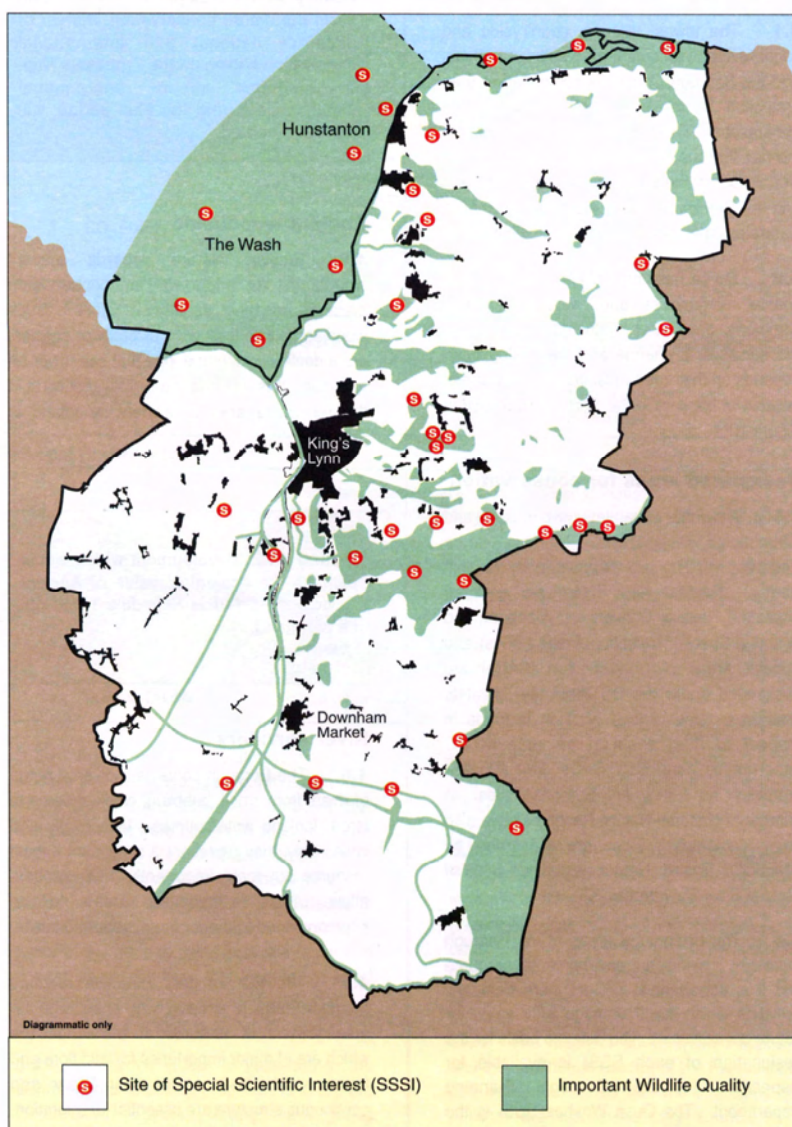 Hunstanton
The Wash
King's
Lynn
Downham
Market
Diagrammatic only
S Site of Special Scientific Interest (SSSI)
Important Wildlife Quality